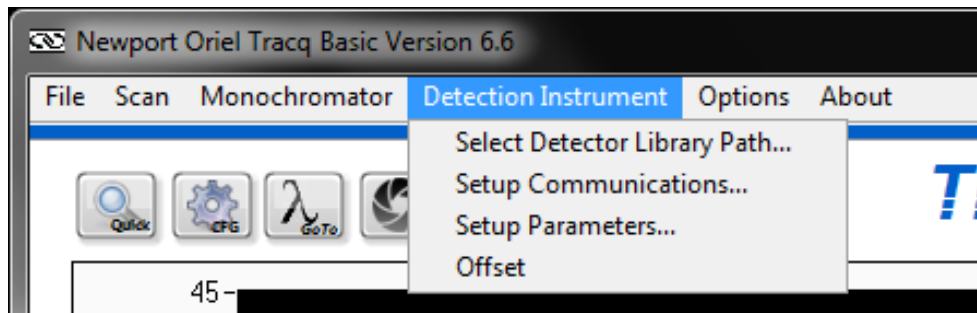 Newport Oriel Tracq Basic Version 6.6
File Scan Monochromator Detection Instrument Options About
Select Detector Library Path...
Setup Communications...
Setup Parameters...
Offset
Quick CFG λ GoTo
T
45